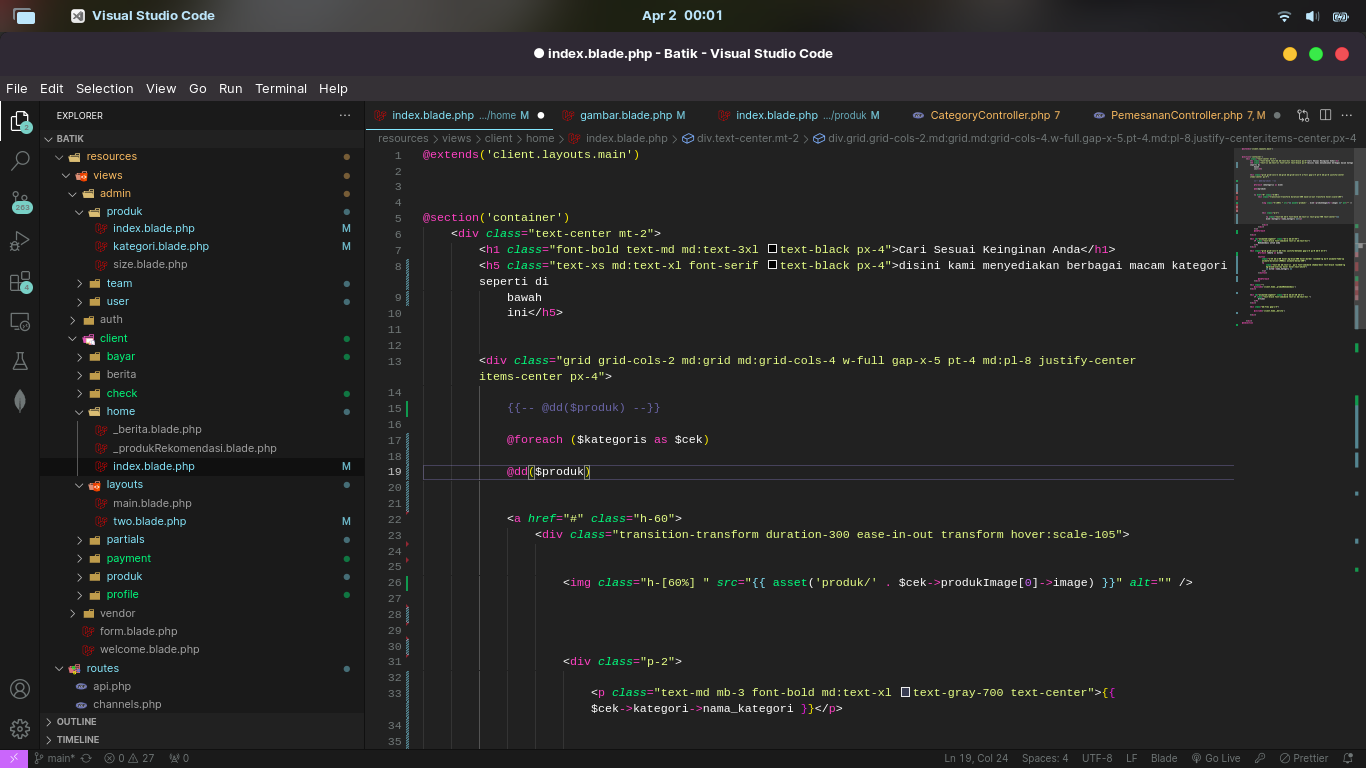 Visual Studio Code
Apr 2 00:01
● index.blade.php - Batik - Visual Studio Code
File Edit Selection View Go Run Terminal Help
2
263
4
EXPLORER
BATIK
resources
views
admin
produk
index.blade.php M
kategori.blade.php M
size.blade.php
team
user
auth
client
bayar
berita
check
home
_berita.blade.php
_produkRekomendasi.blade.php
index.blade.php M
layouts
main.blade.php
two.blade.php M
partials
payment
produk
profile
vendor
form.blade.php
welcome.blade.php
routes
api.php
channels.php
OUTLINE
TIMELINE
index.blade.php .../home M ●
gambar.blade.php M
index.blade.php .../produk M
CategoryController.php 7
PemesananController.php 7, M ●
resources > views > client > home > index.blade.php > div.text-center.mt-2 > div.grid.grid-cols-2.md:grid.md:grid-cols-4.w-full.gap-x-5.pt-4.md:pl-8.justify-center.items-center.px-4
1 @extends('client.layouts.main')
2
3
4
5 @section('container')
6 <div class="text-center mt-2">
7 <h1 class="font-bold text-md md:text-3xl text-black px-4">Cari Sesuai Keinginan Anda</h1>
8 <h5 class="text-xs md:text-xl font-serif text-black px-4">disini kami menyediakan berbagai macam kategori
seperti di
9 bawah
10 ini</h5>
11
12
13 <div class="grid grid-cols-2 md:grid md:grid-cols-4 w-full gap-x-5 pt-4 md:pl-8 justify-center
items-center px-4">
14
15 {{-- @dd($produk) --}}
16
17 @foreach ($kategoris as $cek)
18
19 @dd($produk)
20
21
22 <a href="#" class="h-60">
23 <div class="transition-transform duration-300 ease-in-out transform hover:scale-105">
24
25
26 <img class="h-[60%] " src="{{ asset('produk/' . $cek->produkImage[0]->image) }}" alt="" />
27
28
29
30
31 <div class="p-2">
32
33 <p class="text-md mb-3 font-bold md:text-xl text-gray-700 text-center">{{
$cek->kategori->nama_kategori }}</p>
34
35
main* 0 27 0
Ln 19, Col 24 Spaces: 4 UTF-8 LF Blade Go Live Prettier